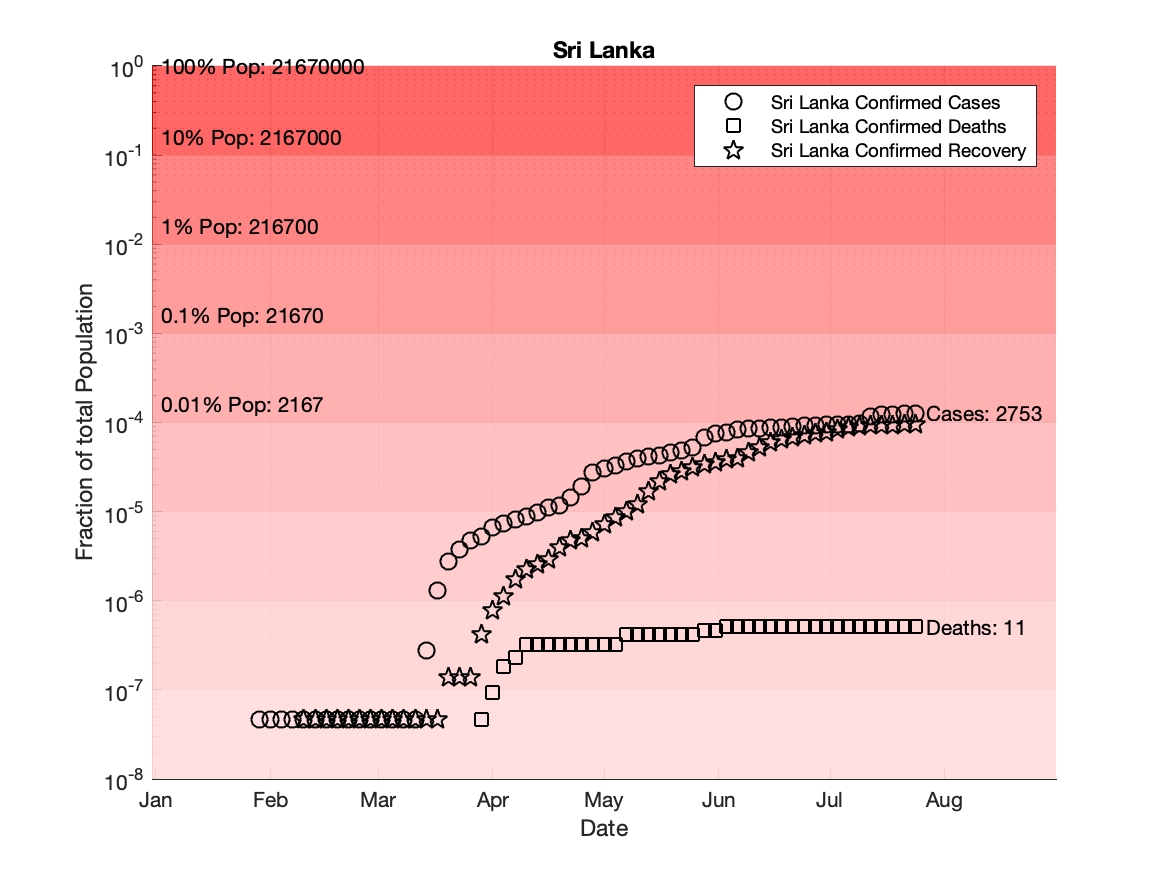 Sri Lanka
10^0
100% Pop: 21670000
Sri Lanka Confirmed Cases
Sri Lanka Confirmed Deaths
Sri Lanka Confirmed Recovery
10% Pop: 2167000
10^-1
1% Pop: 216700
10^-2
0.1% Pop: 21670
10^-3
0.01% Pop: 2167
10^-4
Cases: 2753
10^-5
10^-6
Deaths: 11
10^-7
10^-8
Fraction of total Population
Jan Feb Mar Apr May Jun Jul Aug
Date